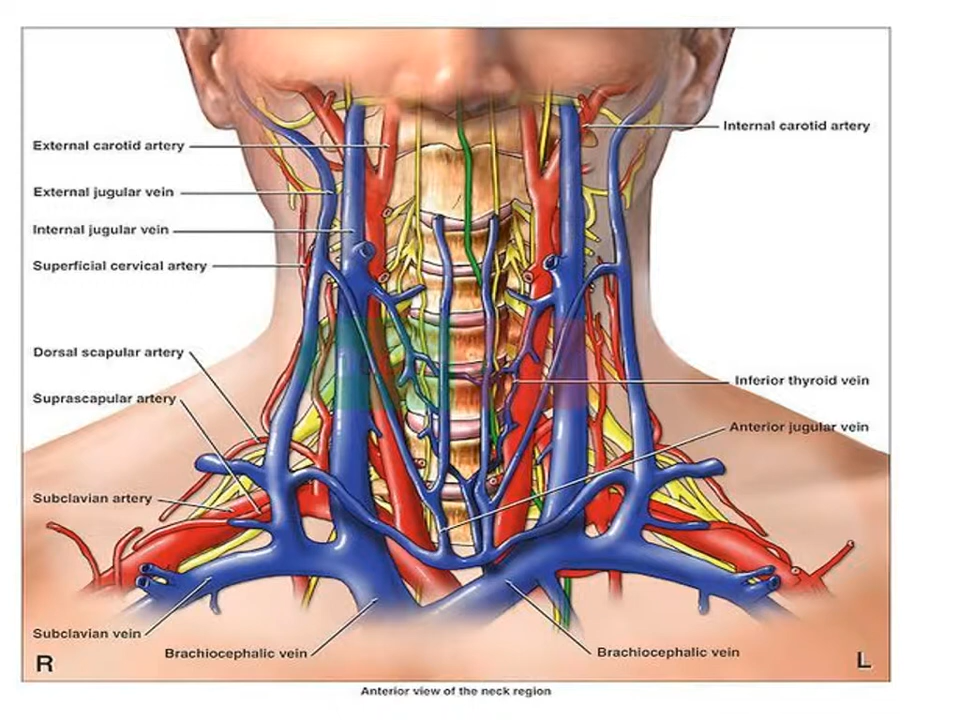 External carotid artery
External jugular vein
Internal jugular vein
Superficial cervical artery
Dorsal scapular artery
Suprascapular artery
Subclavian artery
Subclavian vein
Brachiocephalic vein
R
Internal carotid artery
Inferior thyroid vein
Anterior jugular vein
Brachiocephalic vein
L
Anterior view of the neck region